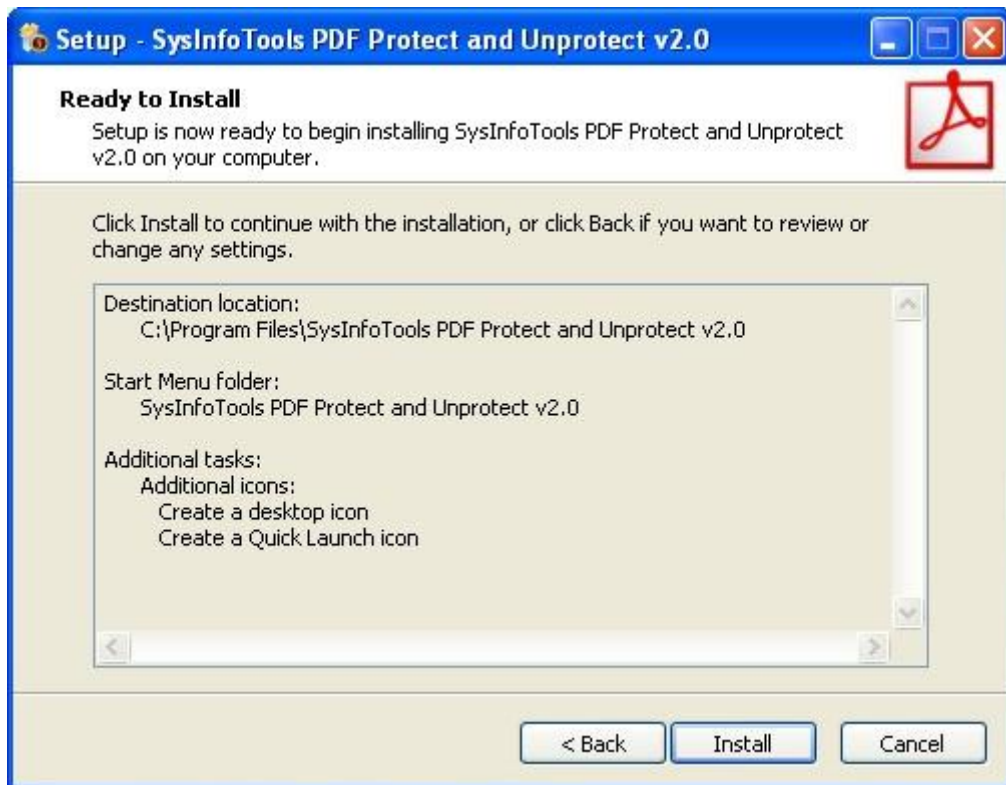 Setup - SysInfoTools PDF Protect and Unprotect v2.0
Ready to Install
Setup is now ready to begin installing SysInfoTools PDF Protect and Unprotect
v2.0 on your computer.
Click Install to continue with the installation, or click Back if you want to review or
change any settings.
Destination location:
C:\Program Files\SysInfoTools PDF Protect and Unprotect v2.0
Start Menu folder:
SysInfoTools PDF Protect and Unprotect v2.0
Additional tasks:
Additional icons:
Create a desktop icon
Create a Quick Launch icon
< Back Install Cancel